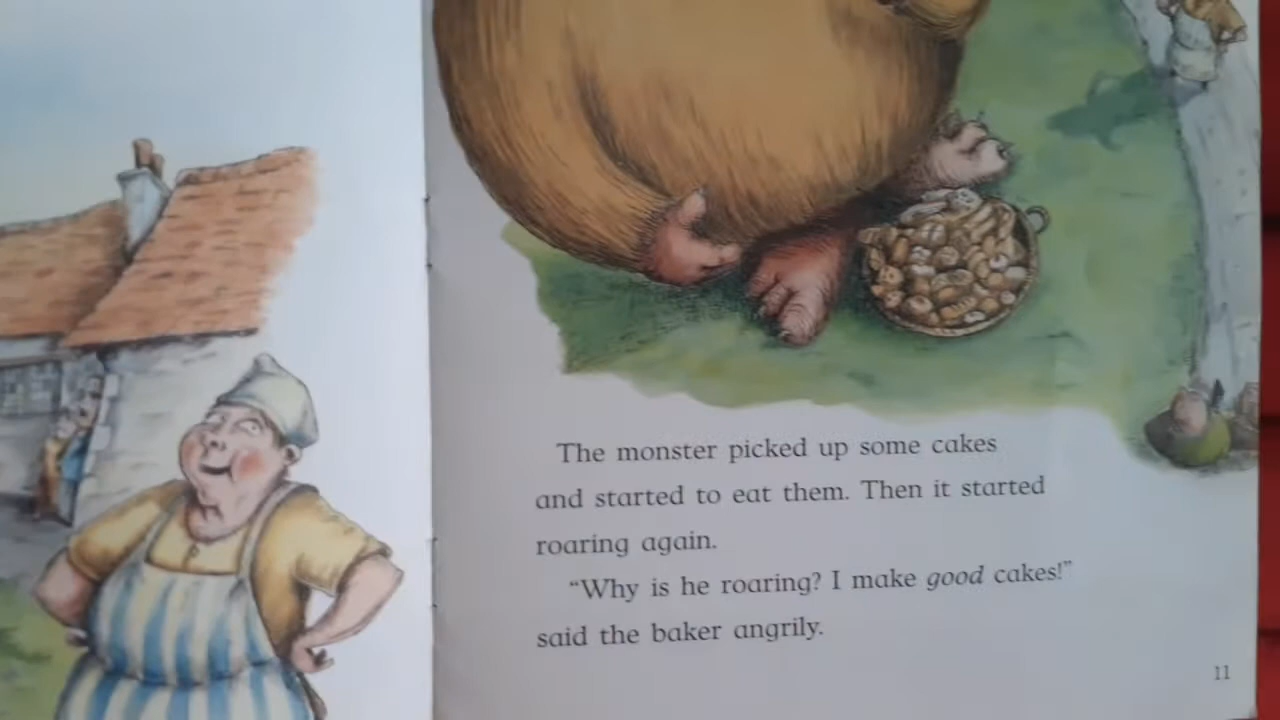 The monster picked up some cakes
and started to eat them. Then it started
roaring again.
“Why is he roaring? I make good cakes!”
said the baker angrily.
11